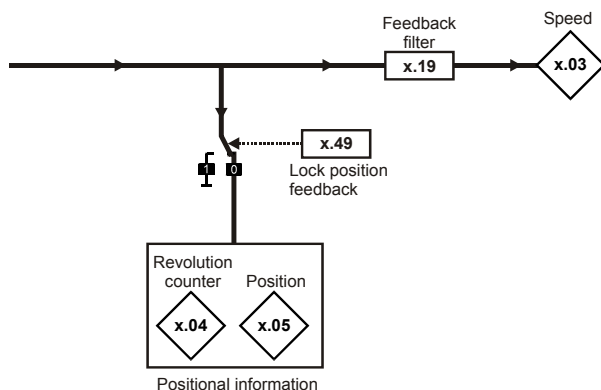 Speed
Feedback
filter
x.19
x.03
x.49
1 0
Lock position
feedback
Revolution
counter
Position
x.04
x.05
Positional information